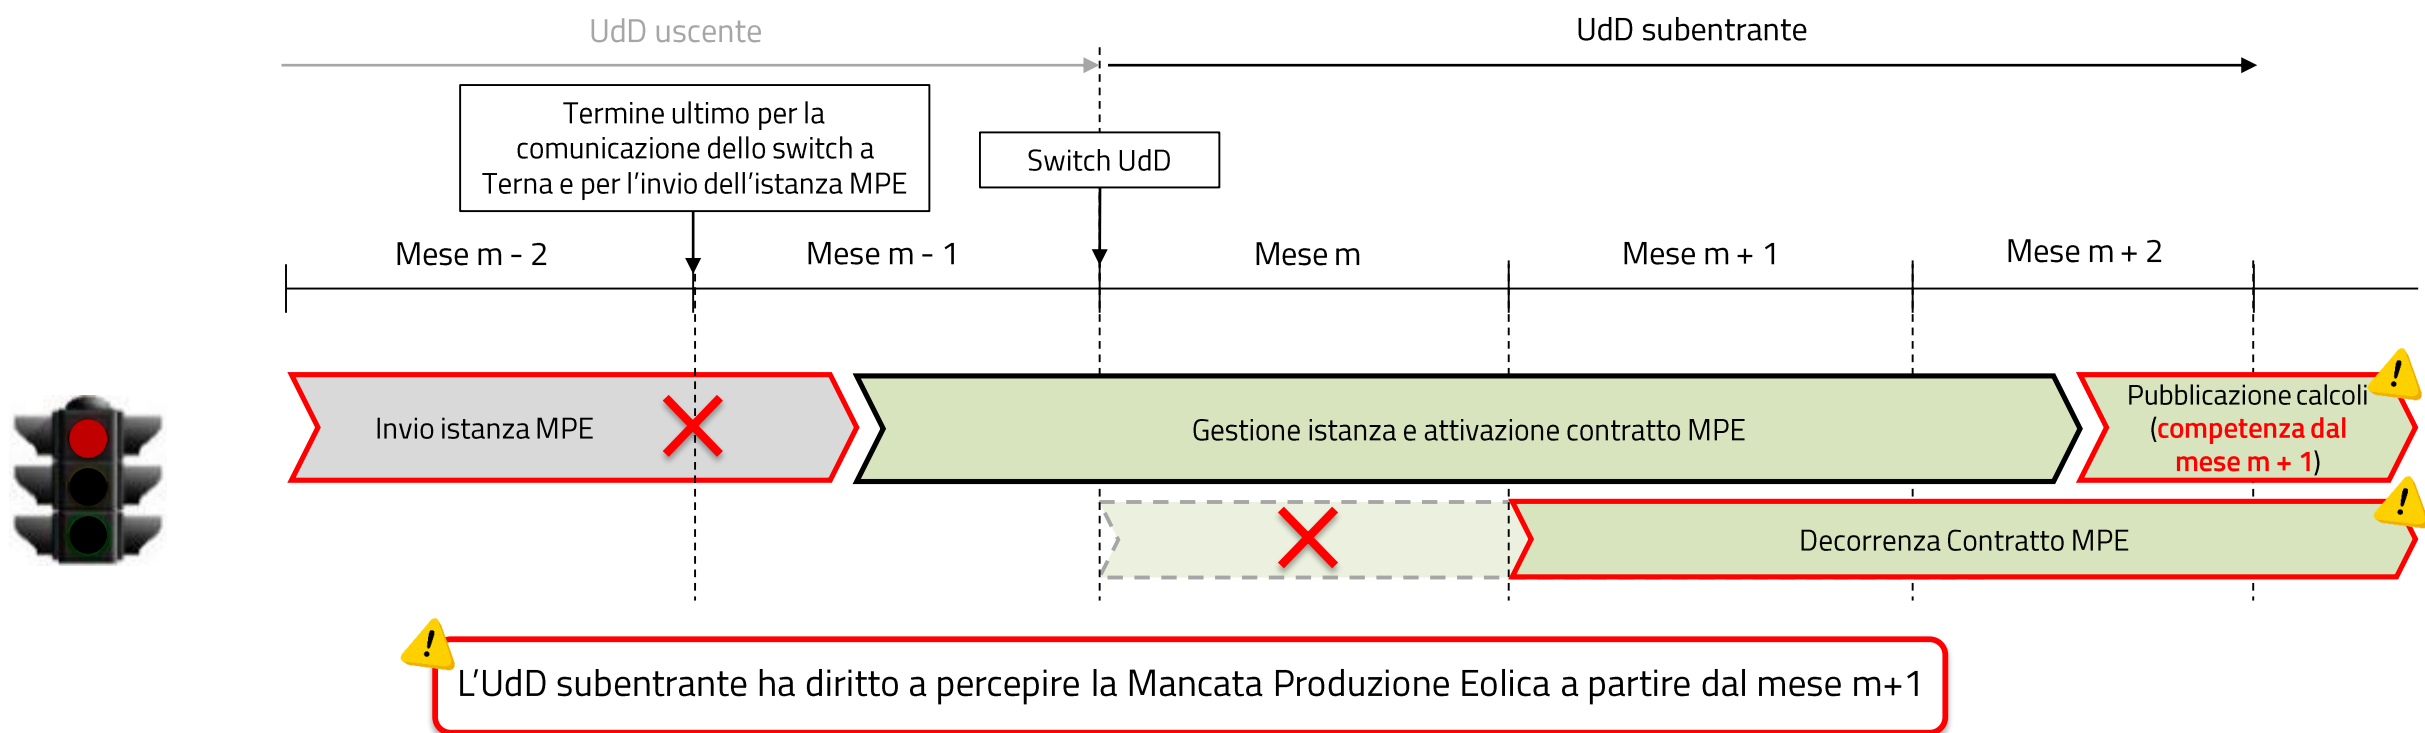 UdD uscente
UdD subentrante
Termine ultimo per la
comunicazione dello switch a
Terna e per l'invio dell'istanza MPE
Switch UdD
Mese m - 2
Mese m - 1
Mese m
Mese m + 1
Mese m + 2
Invio istanza MPE
Gestione istanza e attivazione contratto MPE
Pubblicazione calcoli
(competenza dal
mese m + 1)
Decorrenza Contratto MPE
L'UdD subentrante ha diritto a percepire la Mancata Produzione Eolica a partire dal mese m+1